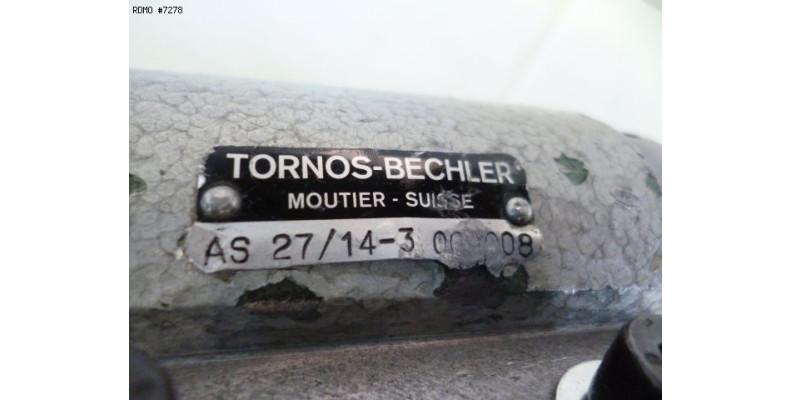 RDMO #7278
TORNOS-BECHLER
MOUTIER - SUISSE
AS 27/14-3